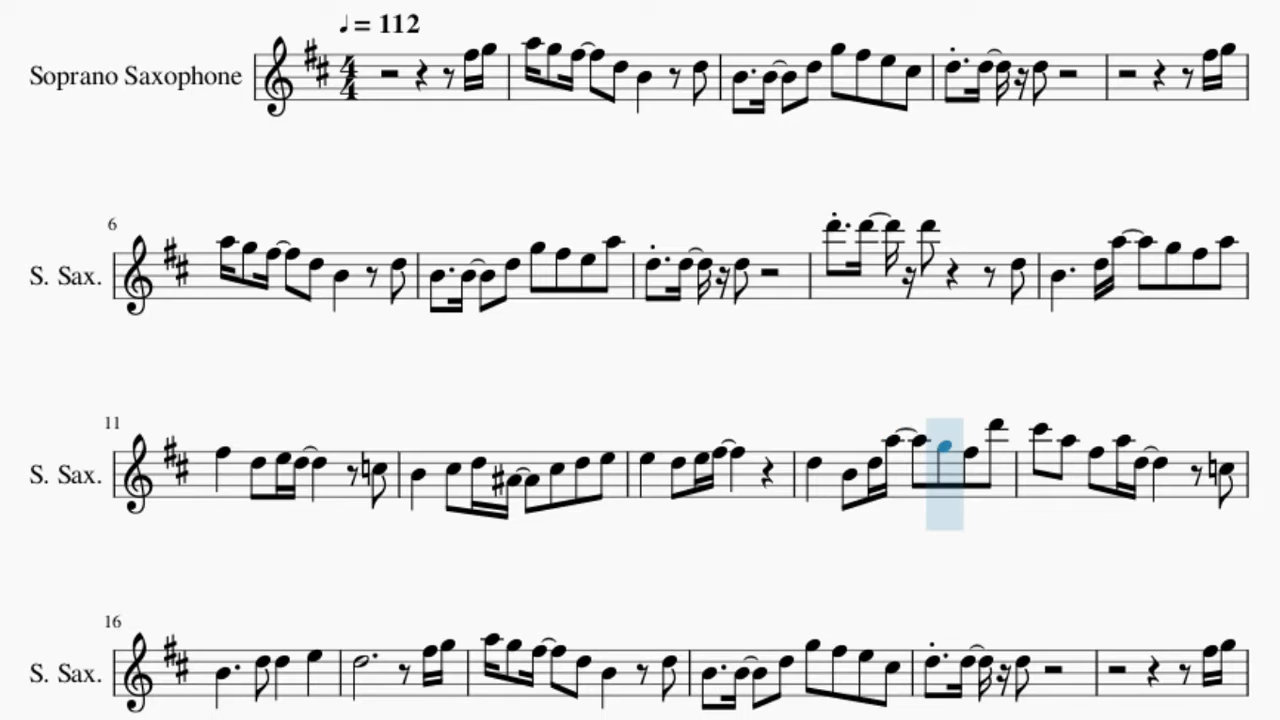 ♩ = 112
Soprano Saxophone
4
4
6
S. Sax.
11
S. Sax.
16
S. Sax.